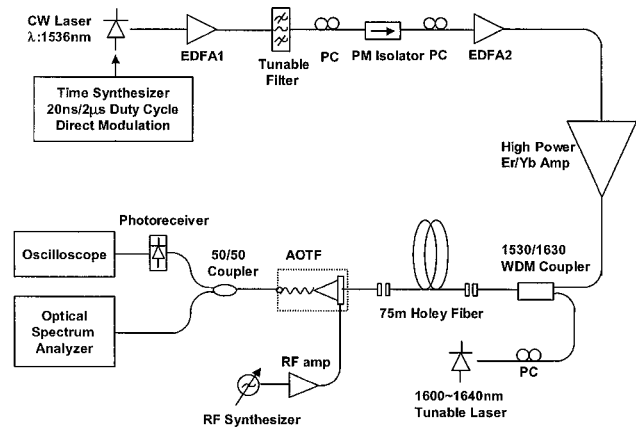 CW Laser
λ:1536nm
EDFA1
Tunable
Filter
PC
PM Isolator
PC
EDFA2
Time Synthesizer
20ns/2μs Duty Cycle
Direct Modulation
High Power
Er/Yb Amp
Photoreceiver
Oscilloscope
50/50
Coupler
AOTF
1530/1630
WDM Coupler
75m Holey Fiber
Optical
Spectrum
Analyzer
RF amp
RF Synthesizer
PC
1600~1640nm
Tunable Laser